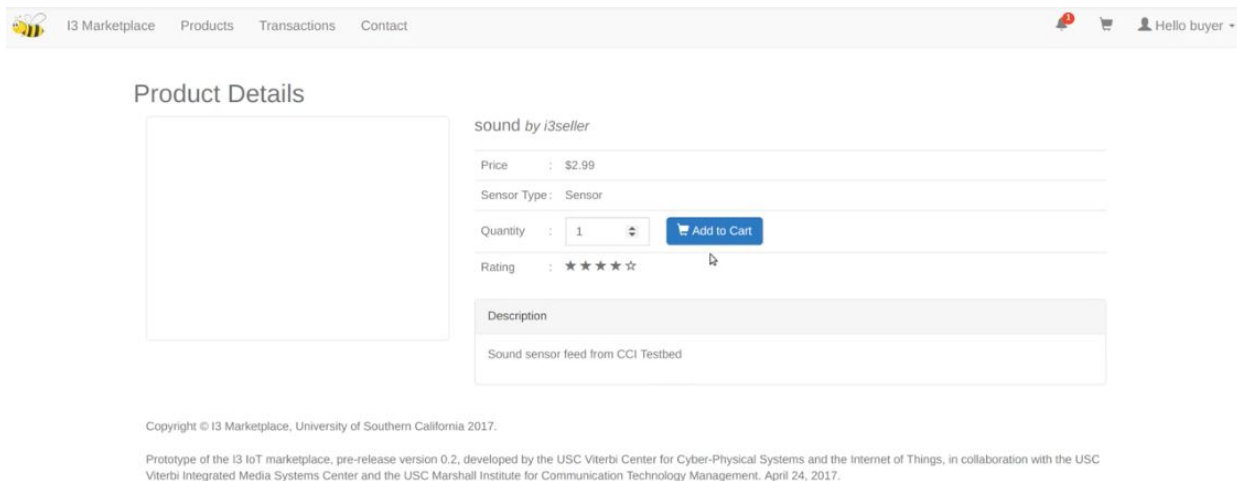 I3 Marketplace Products Transactions Contact 1 Hello buyer
Product Details
sound by i3seller
Price : $2.99
Sensor Type : Sensor
Quantity : 1 Add to Cart
Rating : ★★★★☆
Description
Sound sensor feed from CCI Testbed
Copyright © I3 Marketplace, University of Southern California 2017.
Prototype of the I3 IoT marketplace, pre-release version 0.2, developed by the USC Viterbi Center for Cyber-Physical Systems and the Internet of Things, in collaboration with the USC
Viterbi Integrated Media Systems Center and the USC Marshall Institute for Communication Technology Management. April 24, 2017.